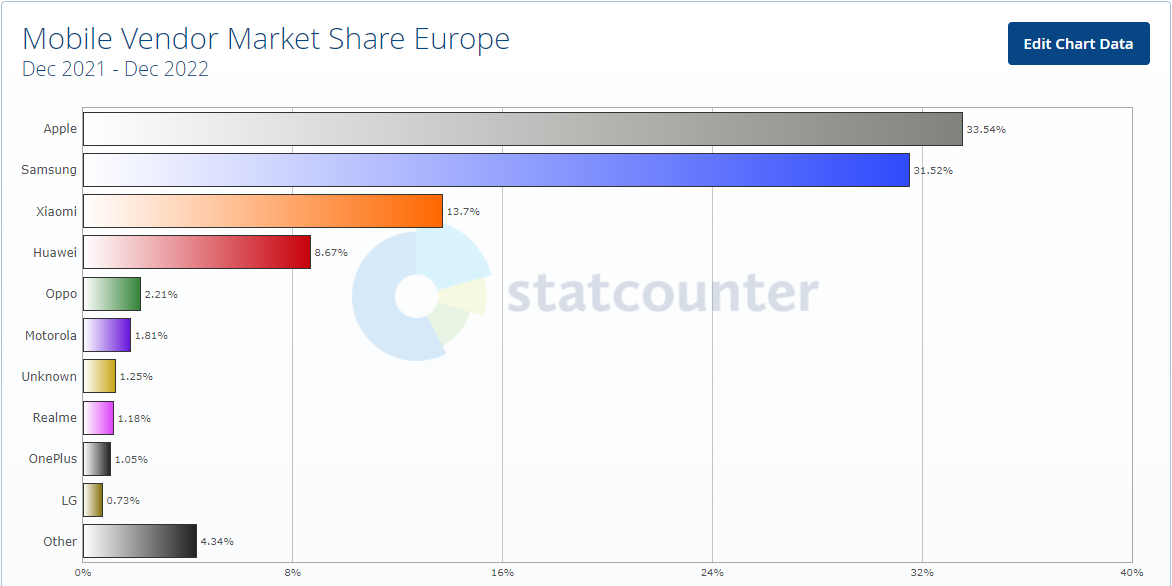 Mobile Vendor Market Share Europe
Dec 2021 - Dec 2022
Edit Chart Data
Apple 33.54%
Samsung 31.52%
Xiaomi 13.7%
Huawei 8.67%
Oppo 2.21%
Motorola 1.81%
Unknown 1.25%
Realme 1.18%
OnePlus 1.05%
LG 0.73%
Other 4.34%
statcounter
0% 8% 16% 24% 32% 40%